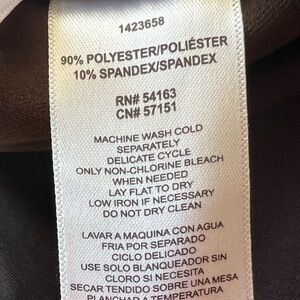 1423658
90% POLYESTER/POLIÉSTER
10% SPANDEX/SPANDEX
RN# 54163
CN# 57151
MACHINE WASH COLD
SEPARATELY
DELICATE CYCLE
ONLY NON-CHLORINE BLEACH
WHEN NEEDED
LAY FLAT TO DRY
LOW IRON IF NECESSARY
DO NOT DRY CLEAN
LAVAR A MAQUINA CON AGUA
FRIA POR SEPARADO
CICLO DELICADO
USE SOLO BLANQUEADOR SIN
CLORO SI NECESITA
SECAR TENDIDO SOBRE UNA MESA
PLANCHAR A TEMPERATURA